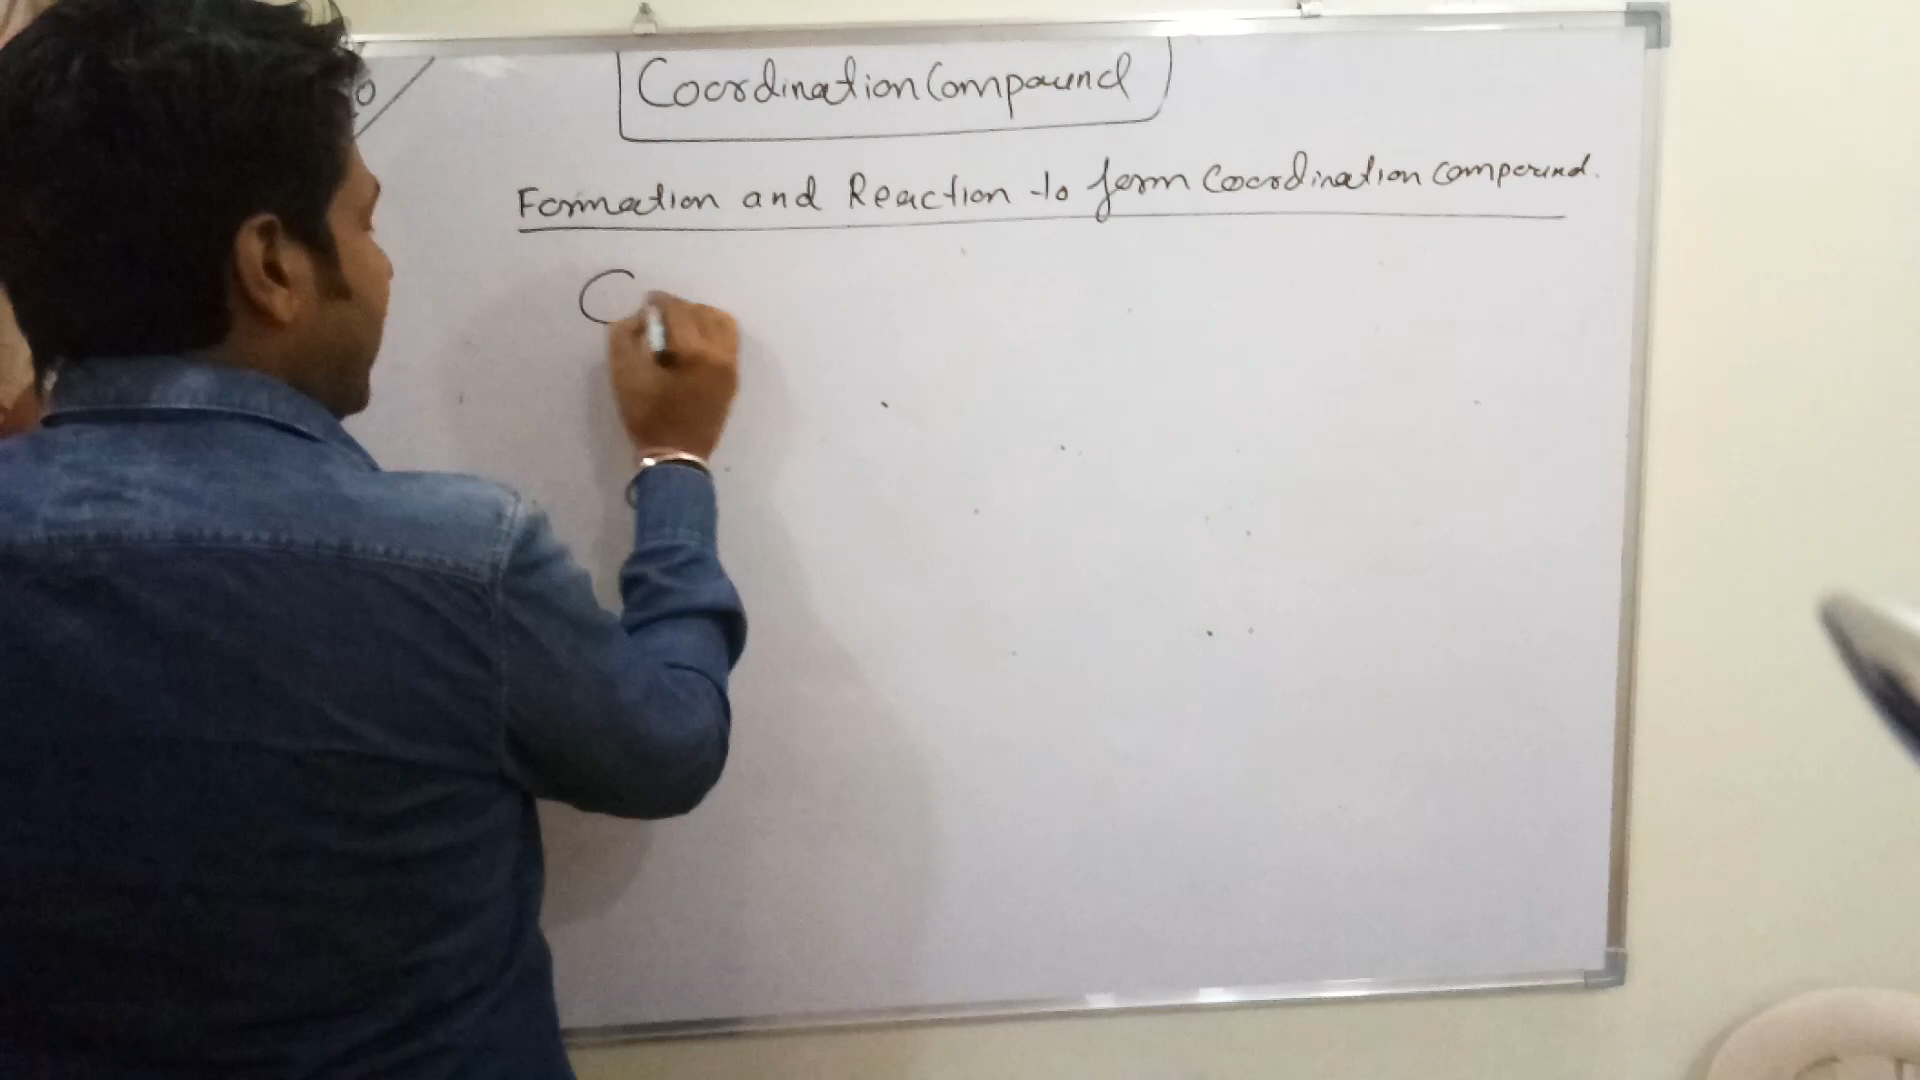 Coordination Compound
Formation and Reaction to form Coordination compound.
C